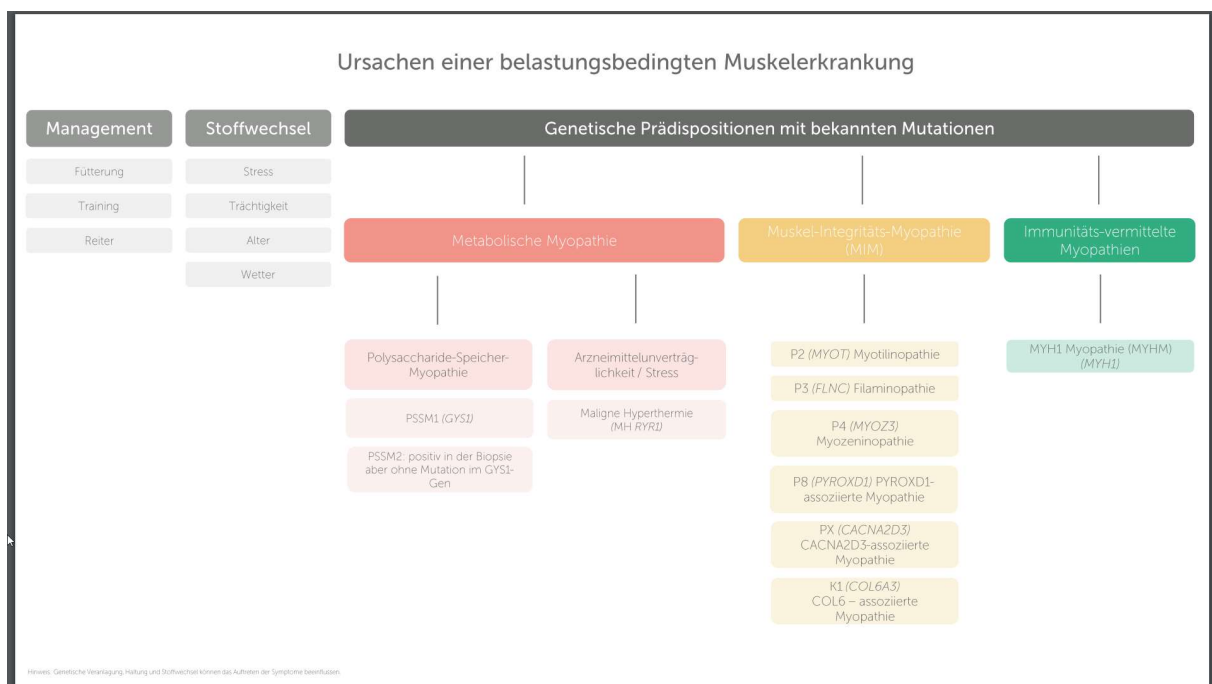 Ursachen einer belastungsbedingten Muskelerkrankung
Management
Fütterung
Training
Reiter
Stoffwechsel
Stress
Trächtigkeit
Alter
Wetter
Genetische Prädispositionen mit bekannten Mutationen
Metabolische Myopathie
Polysaccharide-Speicher-
Myopathie
PSSM1 (GYS1)
PSSM2: positiv in der Biopsie
aber ohne Mutation im GYS1-
Gen
Arzneimittelunverträg-
lichkeit / Stress
Maligne Hyperthermie
(MH RYR1)
Muskel-Integritäts-Myopathie
(MIM)
P2 (MYOT) Myotilinopathie
P3 (FLNC) Filaminopathie
P4 (MYOZ3)
Myozeninopathie
P8 (PYROXD1) PYROXD1-
assoziierte Myopathie
PX (CACNA2D3)
CACNA2D3-assoziierte
Myopathie
K1 (COL6A3)
COL6 – assoziierte
Myopathie
Immunitäts-vermittelte
Myopathien
MYH1 Myopathie (MYHM)
(MYH1)
Hinweis: Genetische Veranlagung, Haltung und Stoffwechsel können das Auftreten der Symptome beeinflussen.